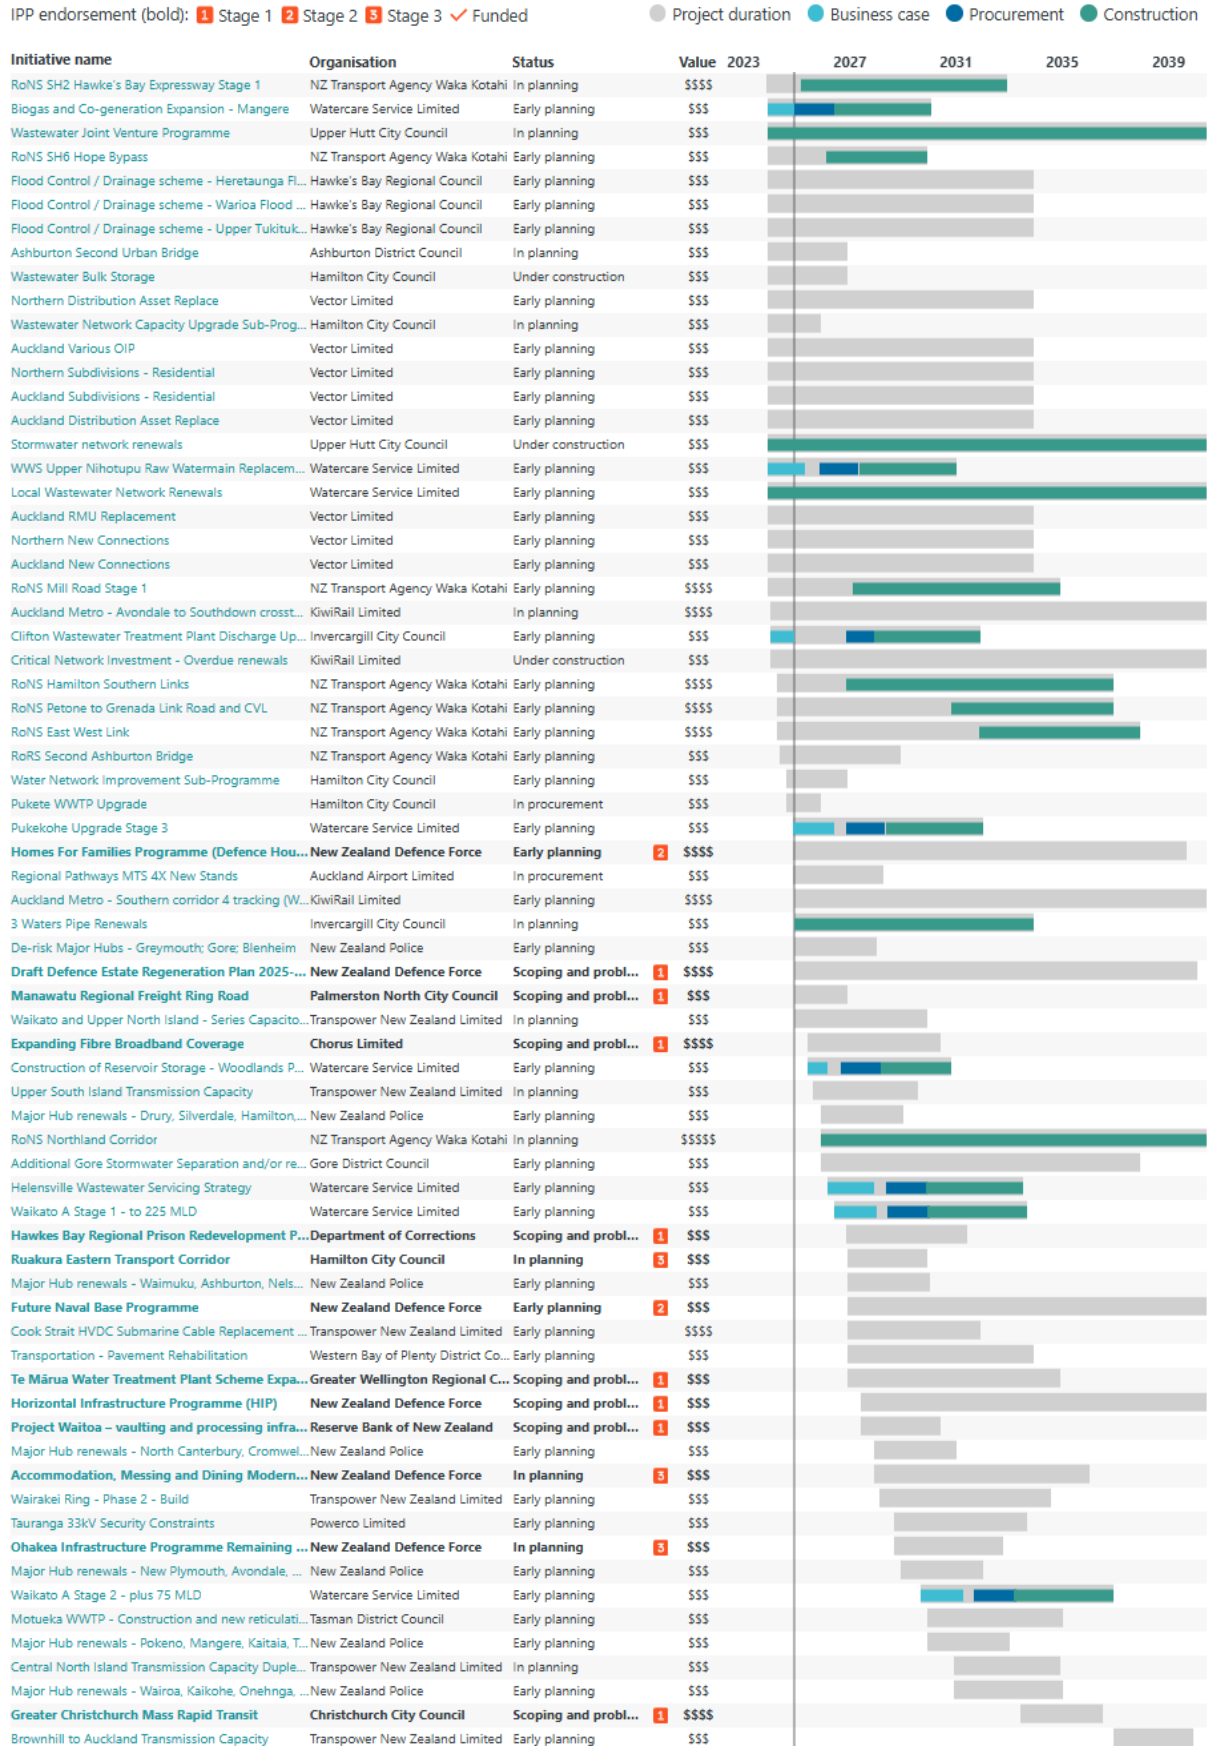 IPP endorsement (bold): 1 Stage 1 2 Stage 2 3 Stage 3 ✓ Funded Project duration Business case Procurement Construction
Initiative name Organisation Status Value 2023 2027 2031 2035 2039
RoNS SH2 Hawke's Bay Expressway Stage 1 NZ Transport Agency Waka Kotahi In planning $$$$
Biogas and Co-generation Expansion - Mangere Watercare Service Limited Early planning $$$
Wastewater Joint Venture Programme Upper Hutt City Council In planning $$$
RoNS SH6 Hope Bypass NZ Transport Agency Waka Kotahi Early planning $$$
Flood Control / Drainage scheme - Heretaunga Fl... Hawke's Bay Regional Council Early planning $$$
Flood Control / Drainage scheme - Warioa Flood ... Hawke's Bay Regional Council Early planning $$$
Flood Control / Drainage scheme - Upper Tukituk... Hawke's Bay Regional Council Early planning $$$
Ashburton Second Urban Bridge Ashburton District Council In planning $$$
Wastewater Bulk Storage Hamilton City Council Under construction $$$
Northern Distribution Asset Replace Vector Limited Early planning $$$
Wastewater Network Capacity Upgrade Sub-Prog... Hamilton City Council In planning $$$
Auckland Various OIP Vector Limited Early planning $$$
Northern Subdivisions - Residential Vector Limited Early planning $$$
Auckland Subdivisions - Residential Vector Limited Early planning $$$
Auckland Distribution Asset Replace Vector Limited Early planning $$$
Stormwater network renewals Upper Hutt City Council Under construction $$$
WWS Upper Nihotupu Raw Watermain Replacem... Watercare Service Limited Early planning $$$
Local Wastewater Network Renewals Watercare Service Limited Early planning $$$
Auckland RMU Replacement Vector Limited Early planning $$$
Northern New Connections Vector Limited Early planning $$$
Auckland New Connections Vector Limited Early planning $$$
RoNS Mill Road Stage 1 NZ Transport Agency Waka Kotahi Early planning $$$$
Auckland Metro - Avondale to Southdown crosst... KiwiRail Limited In planning $$$$
Clifton Wastewater Treatment Plant Discharge Up... Invercargill City Council Early planning $$$
Critical Network Investment - Overdue renewals KiwiRail Limited Under construction $$$
RoNS Hamilton Southern Links NZ Transport Agency Waka Kotahi Early planning $$$$
RoNS Petone to Grenada Link Road and CVL NZ Transport Agency Waka Kotahi Early planning $$$$
RoNS East West Link NZ Transport Agency Waka Kotahi Early planning $$$$
RoRS Second Ashburton Bridge NZ Transport Agency Waka Kotahi Early planning $$$
Water Network Improvement Sub-Programme Hamilton City Council Early planning $$$
Pukete WWTP Upgrade Hamilton City Council In procurement $$$
Pukekohe Upgrade Stage 3 Watercare Service Limited Early planning $$$
Homes For Families Programme (Defence Hou... New Zealand Defence Force Early planning 2 $$$$
Regional Pathways MTS 4X New Stands Auckland Airport Limited In procurement $$$
Auckland Metro - Southern corridor 4 tracking (W... KiwiRail Limited Early planning $$$$
3 Waters Pipe Renewals Invercargill City Council In planning $$$
De-risk Major Hubs - Greymouth; Gore; Blenheim New Zealand Police Early planning $$$
Draft Defence Estate Regeneration Plan 2025-... New Zealand Defence Force Scoping and probl... 1 $$$$
Manawatu Regional Freight Ring Road Palmerston North City Council Scoping and probl... 1 $$$
Waikato and Upper North Island - Series Capacito... Transpower New Zealand Limited In planning $$$
Expanding Fibre Broadband Coverage Chorus Limited Scoping and probl... 1 $$$$
Construction of Reservoir Storage - Woodlands P... Watercare Service Limited Early planning $$$
Upper South Island Transmission Capacity Transpower New Zealand Limited In planning $$$
Major Hub renewals - Drury, Silverdale, Hamilton,... New Zealand Police Early planning $$$
RoNS Northland Corridor NZ Transport Agency Waka Kotahi In planning $$$$$
Additional Gore Stormwater Separation and/or re... Gore District Council Early planning $$$
Helensville Wastewater Servicing Strategy Watercare Service Limited Early planning $$$
Waikato A Stage 1 - to 225 MLD Watercare Service Limited Early planning $$$
Hawkes Bay Regional Prison Redevelopment P... Department of Corrections Scoping and probl... 1 $$$
Ruakura Eastern Transport Corridor Hamilton City Council In planning 3 $$$
Major Hub renewals - Waimuku, Ashburton, Nels... New Zealand Police Early planning $$$
Future Naval Base Programme New Zealand Defence Force Early planning 2 $$$
Cook Strait HVDC Submarine Cable Replacement ... Transpower New Zealand Limited Early planning $$$$
Transportation - Pavement Rehabilitation Western Bay of Plenty District Co... Early planning $$$
Te Mārua Water Treatment Plant Scheme Expa... Greater Wellington Regional C... Scoping and probl... 1 $$$
Horizontal Infrastructure Programme (HIP) New Zealand Defence Force Scoping and probl... 1 $$$
Project Waitoa – vaulting and processing infra... Reserve Bank of New Zealand Scoping and probl... 1 $$$
Major Hub renewals - North Canterbury, Cromwel... New Zealand Police Early planning $$$
Accommodation, Messing and Dining Modern... New Zealand Defence Force In planning 3 $$$
Wairakei Ring - Phase 2 - Build Transpower New Zealand Limited Early planning $$$
Tauranga 33kV Security Constraints Powerco Limited Early planning $$$
Ohakea Infrastructure Programme Remaining ... New Zealand Defence Force In planning 3 $$$
Major Hub renewals - New Plymouth, Avondale, ... New Zealand Police Early planning $$$
Waikato A Stage 2 - plus 75 MLD Watercare Service Limited Early planning $$$
Motueka WWTP - Construction and new reticulati... Tasman District Council Early planning $$$
Major Hub renewals - Pokeno, Mangere, Kaitaia, T... New Zealand Police Early planning $$$
Central North Island Transmission Capacity Duple... Transpower New Zealand Limited In planning $$$
Major Hub renewals - Wairoa, Kaikohe, Onehnga, ... New Zealand Police Early planning $$$
Greater Christchurch Mass Rapid Transit Christchurch City Council Scoping and probl... 1 $$$$
Brownhill to Auckland Transmission Capacity Transpower New Zealand Limited Early planning $$$